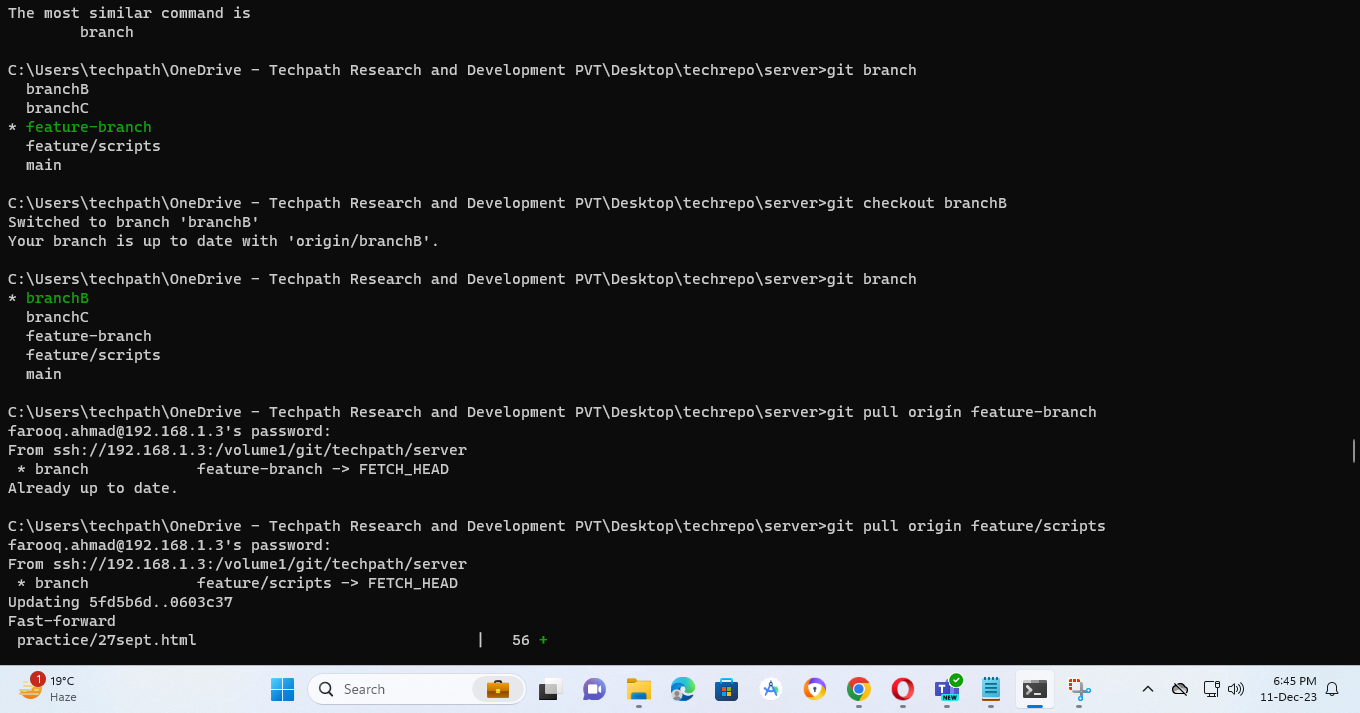 The most similar command is
        branch
C:\Users\techpath\OneDrive - Techpath Research and Development PVT\Desktop\techrepo\server>git branch
  branchB
  branchC
* feature-branch
  feature/scripts
  main
C:\Users\techpath\OneDrive - Techpath Research and Development PVT\Desktop\techrepo\server>git checkout branchB
Switched to branch 'branchB'
Your branch is up to date with 'origin/branchB'.
C:\Users\techpath\OneDrive - Techpath Research and Development PVT\Desktop\techrepo\server>git branch
* branchB
  branchC
  feature-branch
  feature/scripts
  main
C:\Users\techpath\OneDrive - Techpath Research and Development PVT\Desktop\techrepo\server>git pull origín feature-branch
farooq.ahmad@192.168.1.3's password:
From ssh://192.168.1.3:/volume1/git/techpath/server
 * branch            feature-branch -> FETCH_HEAD
Already up to date.
C:\Users\techpath\OneDrive - Techpath Research and Development PVT\Desktop\techrepo\server>git pull origin feature/scripts
farooq.ahmad@192.168.1.3's password:
From ssh://192.168.1.3:/volume1/git/techpath/server
 * branch            feature/scripts -> FETCH_HEAD
Updating 5fd5b6d..0603c37
Fast-forward
 practice/27sept.html                               |   56 +
1
19°C
Haze
Search
T
NEW
6:45 PM
11-Dec-23